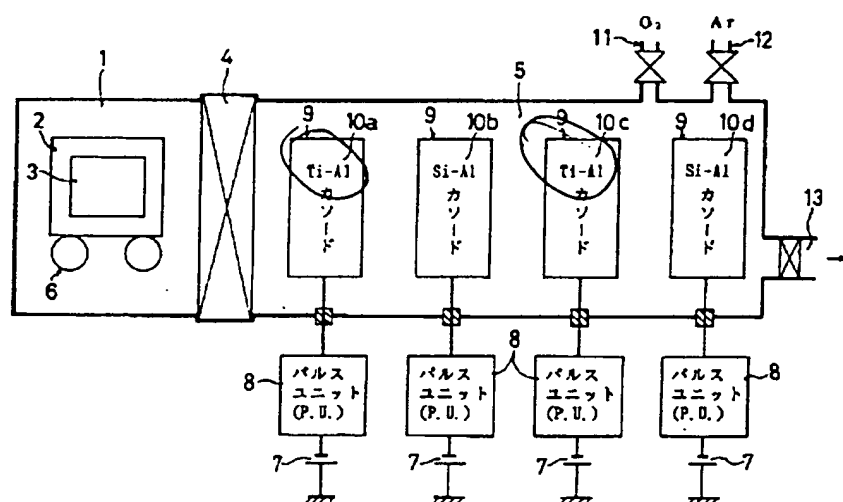 O₂ Ar
11 12
1 4 5
2 9 10a 9 10b 9 10c 9 10d
3
Ti-Al カソード
Si-Al カソード
Ti-Al カソード
Si-Al カソード
13
6
8 パルス
ユニット
(P.U.)
パルス
ユニット
(P.U.)
8
パルス
ユニット
(P.U.)
パルス
ユニット
(P.U.)
8
7 7 7 7